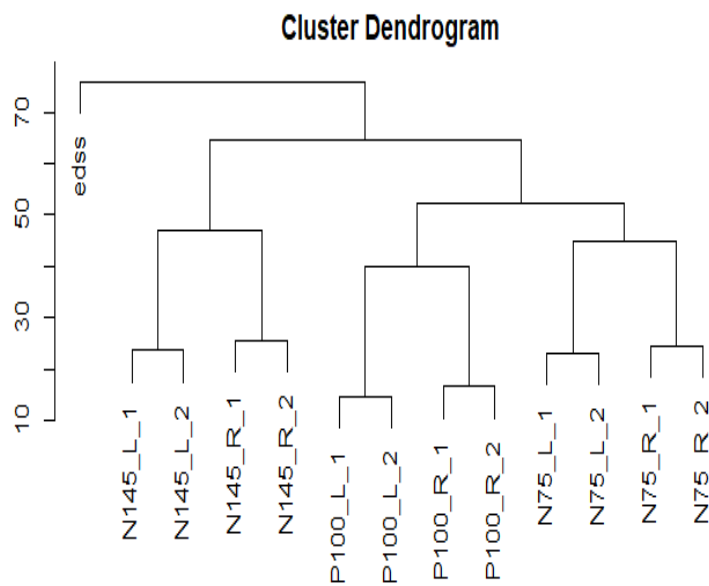 Cluster Dendrogram
70
50
30
10
edss
N145_L_1
N145_L_2
N145_R_1
N145_R_2
P100_L_1
P100_L_2
P100_R_1
P100_R_2
N75_L_1
N75_L_2
N75_R_1
N75_R_2